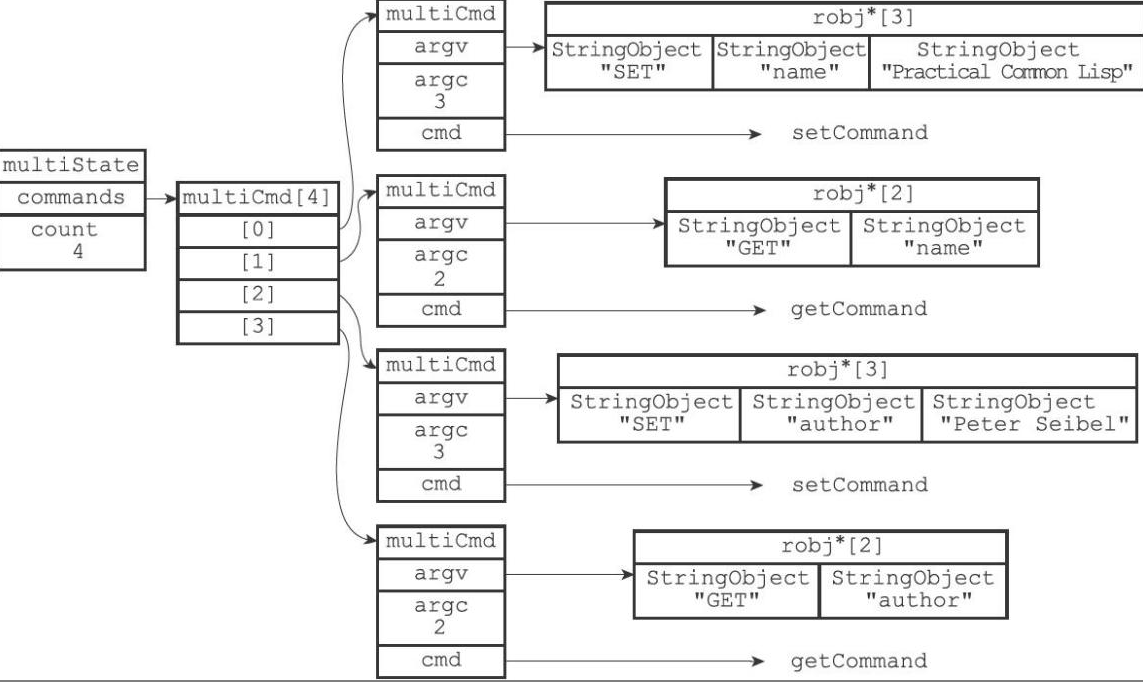 multiState
commands
count
4
multiCmd[4]
[0]
[1]
[2]
[3]
multiCmd
argv
argc
3
cmd
robj*[3]
StringObject
"SET"
StringObject
"name"
StringObject
"Practical Common Lisp"
setCommand
multiCmd
argv
argc
2
cmd
robj*[2]
StringObject
"GET"
StringObject
"name"
getCommand
multiCmd
argv
argc
3
cmd
robj*[3]
StringObject
"SET"
StringObject
"author"
StringObject
"Peter Seibel"
setCommand
multiCmd
argv
argc
2
cmd
robj*[2]
StringObject
"GET"
StringObject
"author"
getCommand